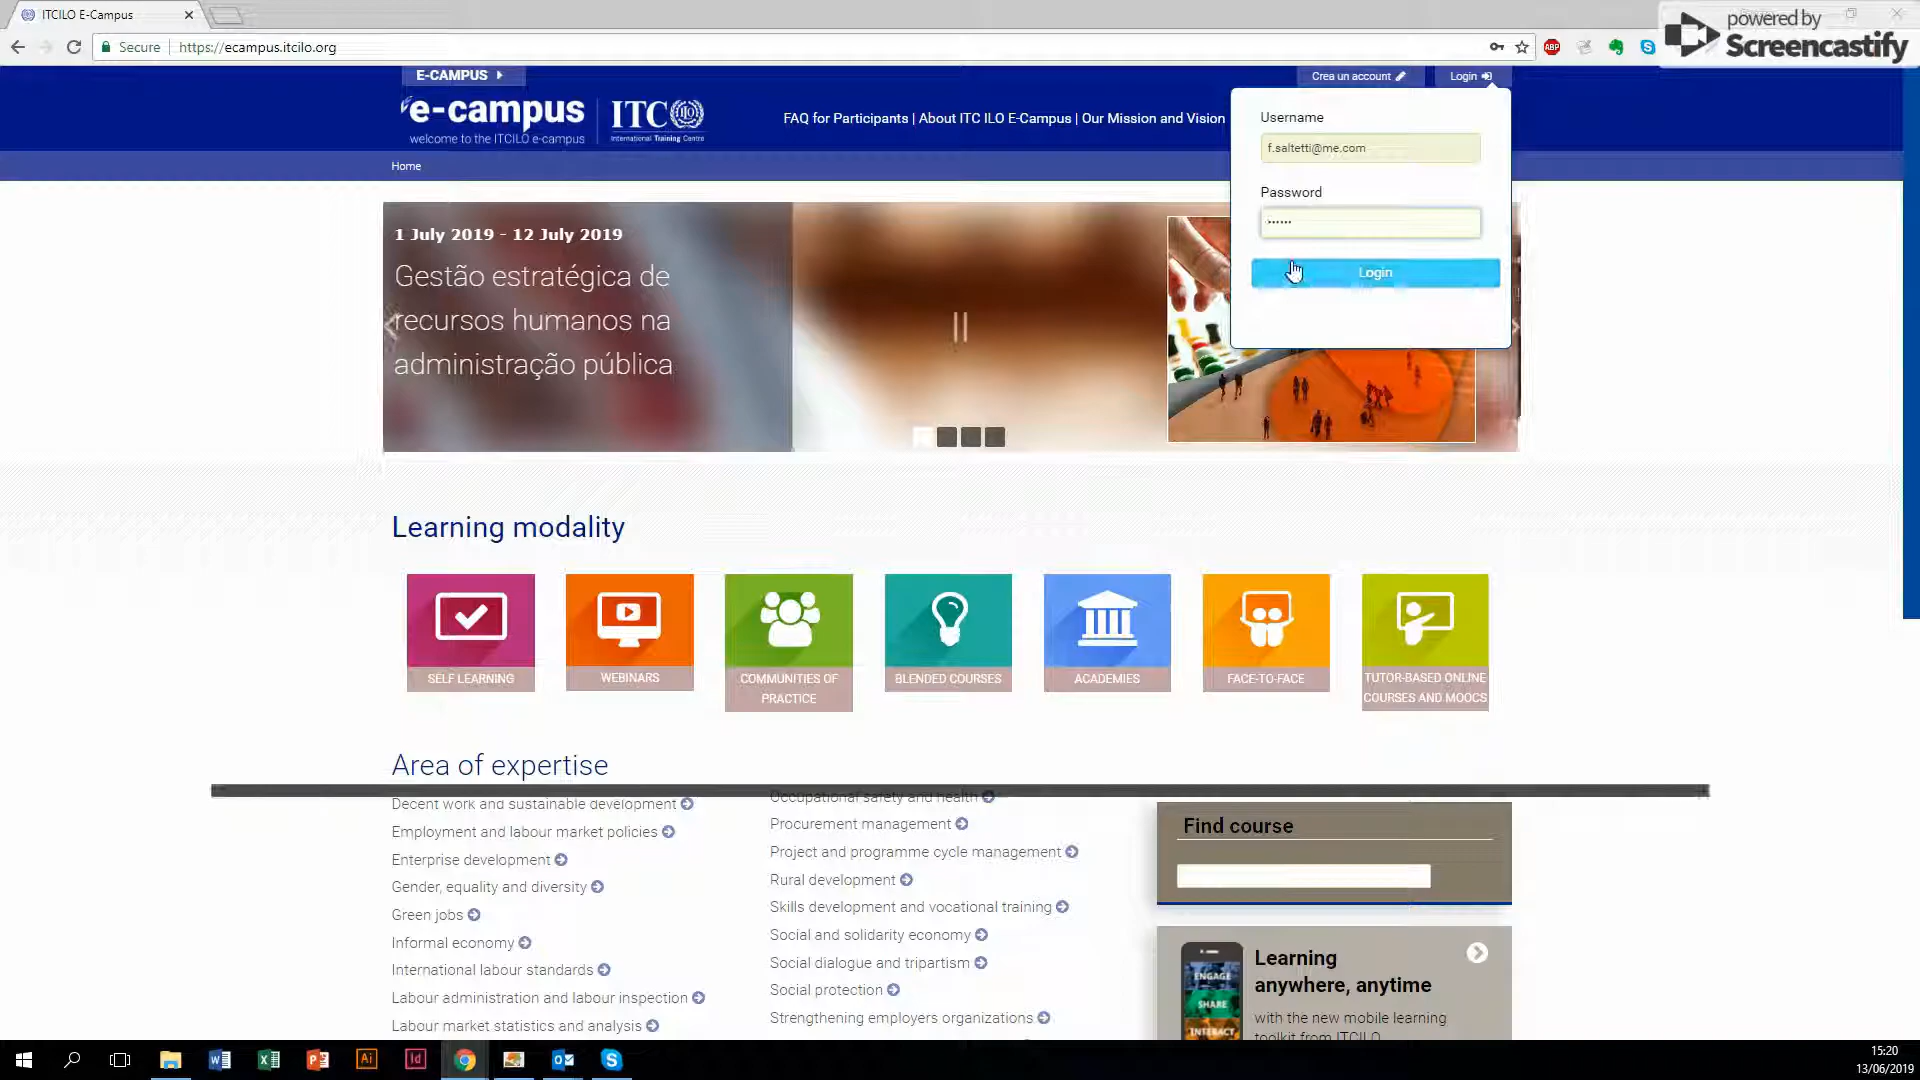 ITCILO E-Campus
powered by
Screencastify
Secure
https://ecampus.itcilo.org
ABP
E-CAMPUS
Crea un account
Login
e-campus
welcome to the ITCILO e-campus
ITC
International Training Centre
FAQ for Participants | About ITC ILO E-Campus | Our Mission and Vision
Username
f.saltetti@me.com
Password
Login
Home
1 July 2019 - 12 July 2019
Gestão estratégica de
recursos humanos na
administração pública
Learning modality
SELF LEARNING
WEBINARS
COMMUNITIES OF
PRACTICE
BLENDED COURSES
ACADEMIES
FACE-TO-FACE
TUTOR-BASED ONLINE
COURSES AND MOOCS
Area of expertise
Decent work and sustainable development
Employment and labour market policies
Enterprise development
Gender, equality and diversity
Green jobs
Informal economy
International labour standards
Labour administration and labour inspection
Labour market statistics and analysis
Occupational safety and health
Procurement management
Project and programme cycle management
Rural development
Skills development and vocational training
Social and solidarity economy
Social dialogue and tripartism
Social protection
Strengthening employers organizations
Find course
ENGAGE
SHARE
INTERACT
Learning
anywhere, anytime
with the new mobile learning
toolkit from ITCILO
15:20
13/06/2019